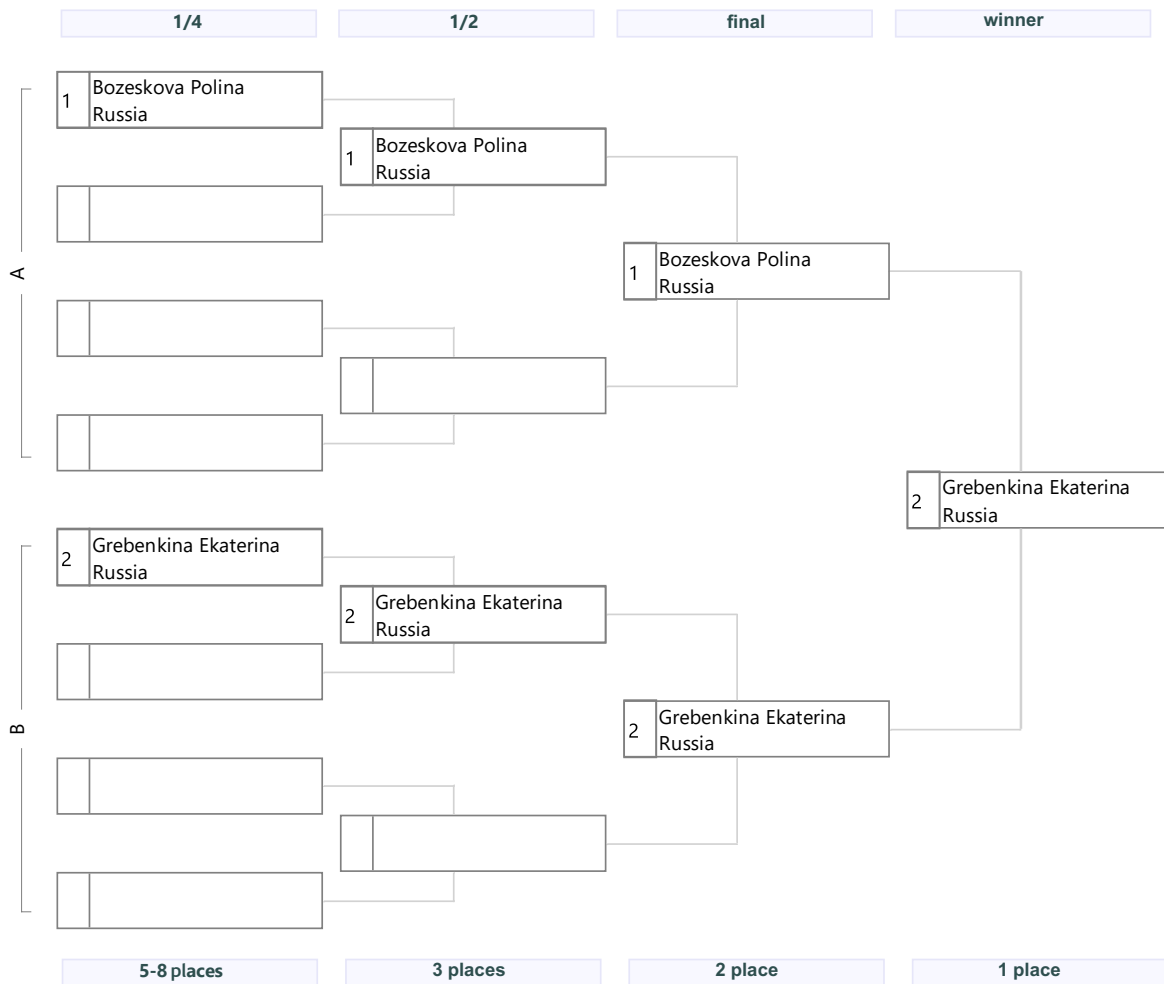 1/4 1/2 final winner
1 Bozeskova Polina
Russia
1 Bozeskova Polina
Russia
A
1 Bozeskova Polina
Russia
2 Grebenkina Ekaterina
Russia
2 Grebenkina Ekaterina
Russia
2 Grebenkina Ekaterina
Russia
B
2 Grebenkina Ekaterina
Russia
5-8 places 3 places 2 place 1 place